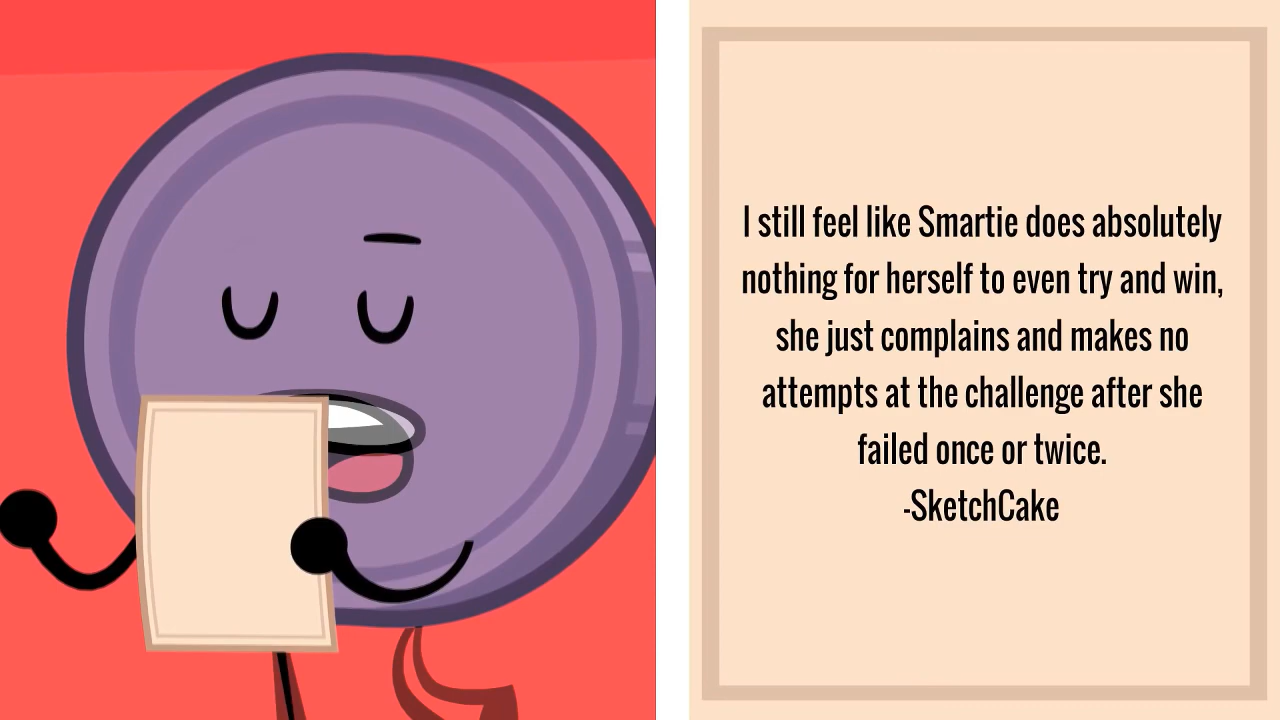 I still feel like Smartie does absolutely
nothing for herself to even try and win,
she just complains and makes no
attempts at the challenge after she
failed once or twice.
-SketchCake